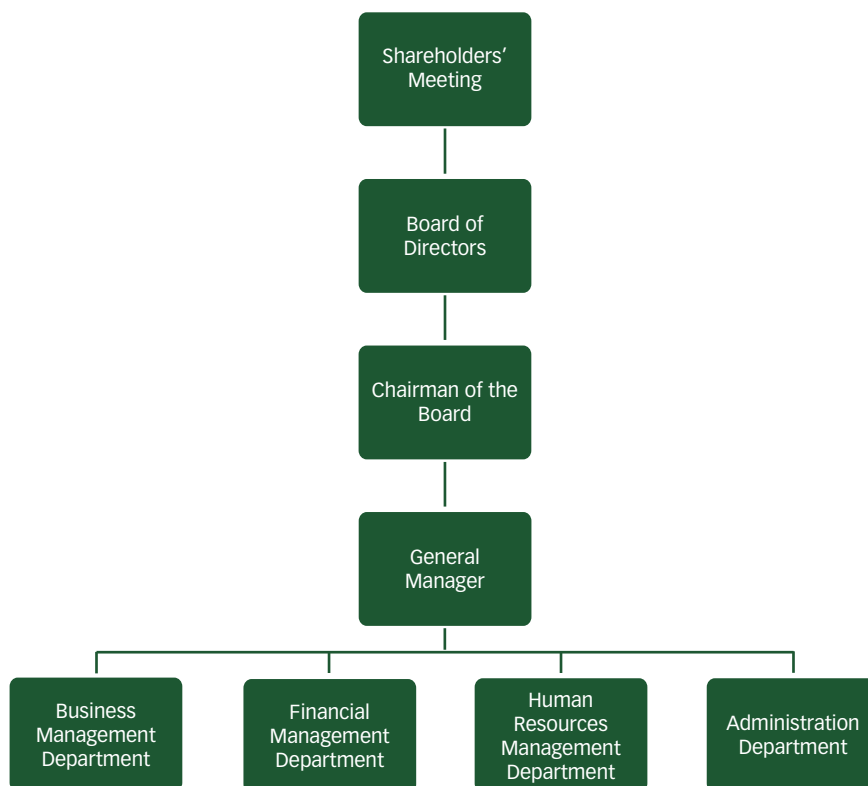 Shareholders’
Meeting
Board of
Directors
Chairman of the
Board
General
Manager
Business
Management
Department
Financial
Management
Department
Human
Resources
Management
Department
Administration
Department